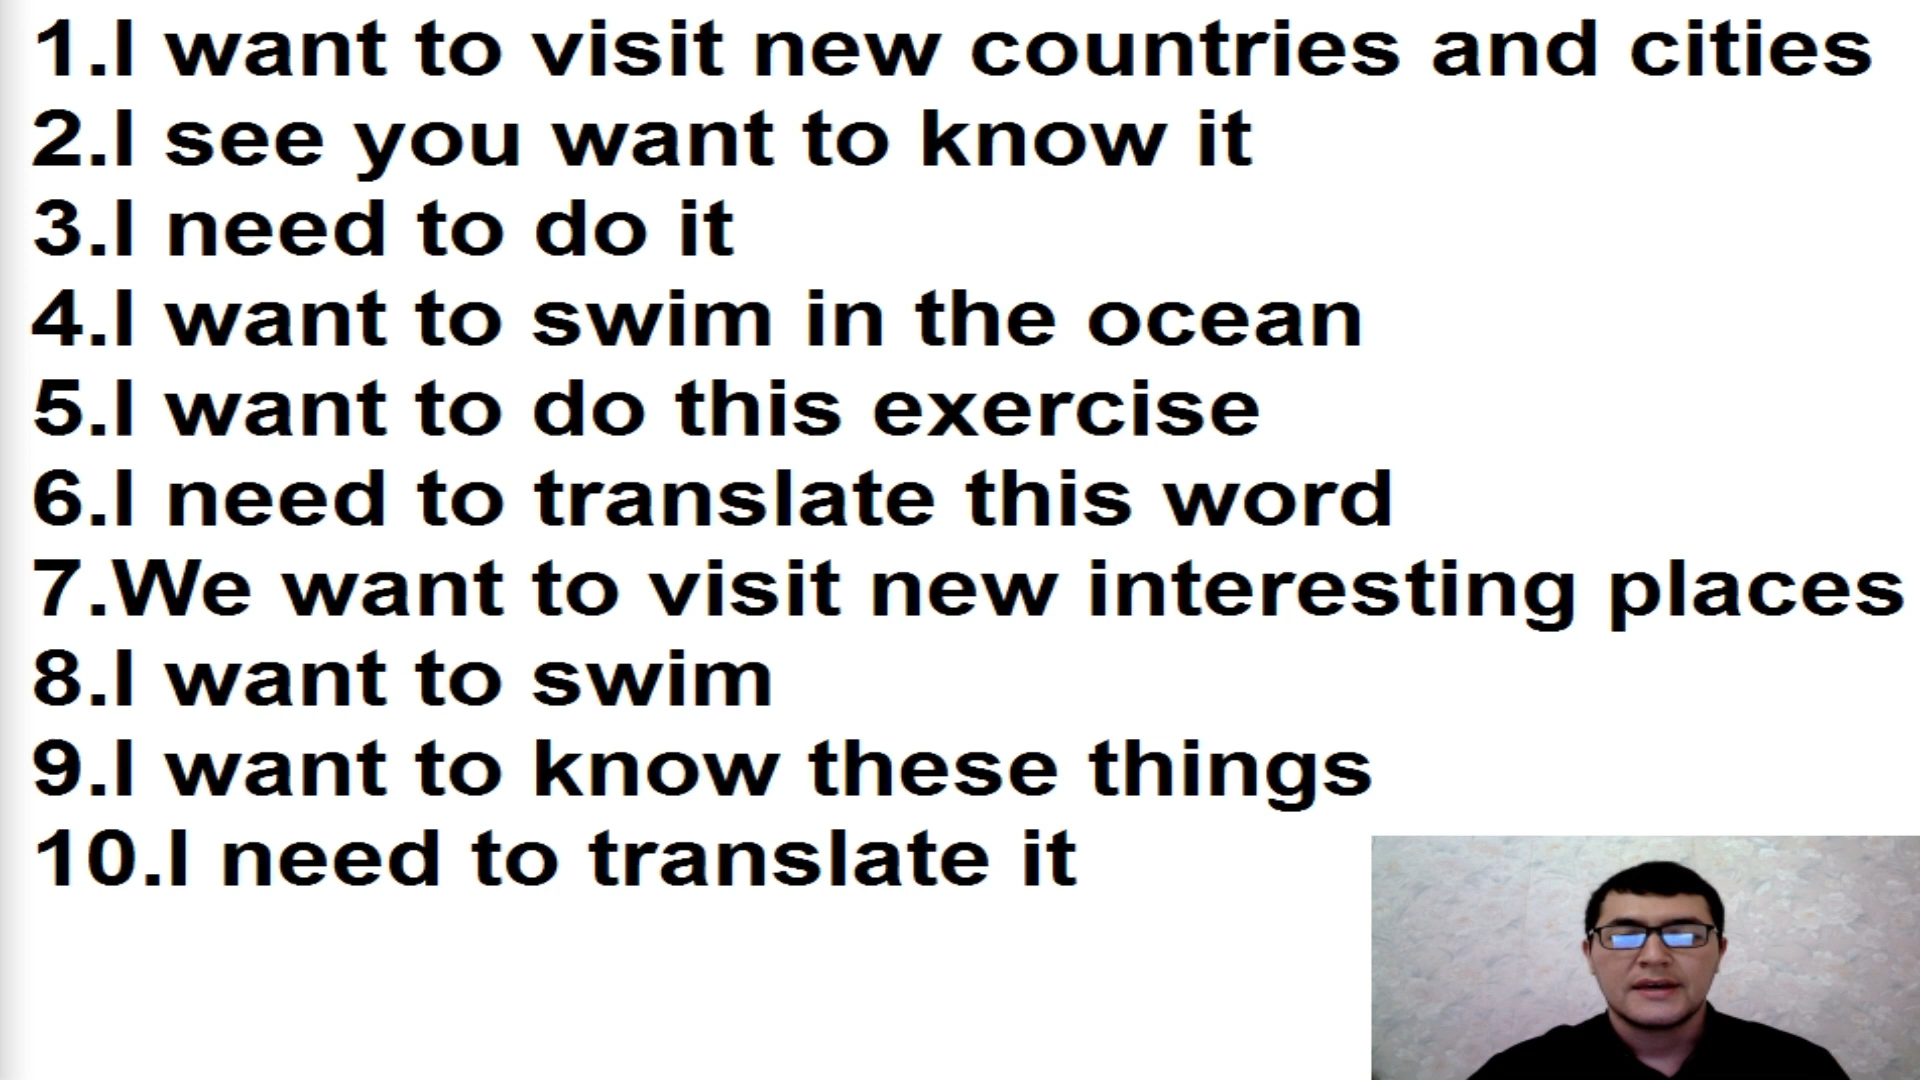 1.I want to visit new countries and cities
2.I see you want to know it
3.I need to do it
4.I want to swim in the ocean
5.I want to do this exercise
6.I need to translate this word
7.We want to visit new interesting places
8.I want to swim
9.I want to know these things
10.I need to translate it